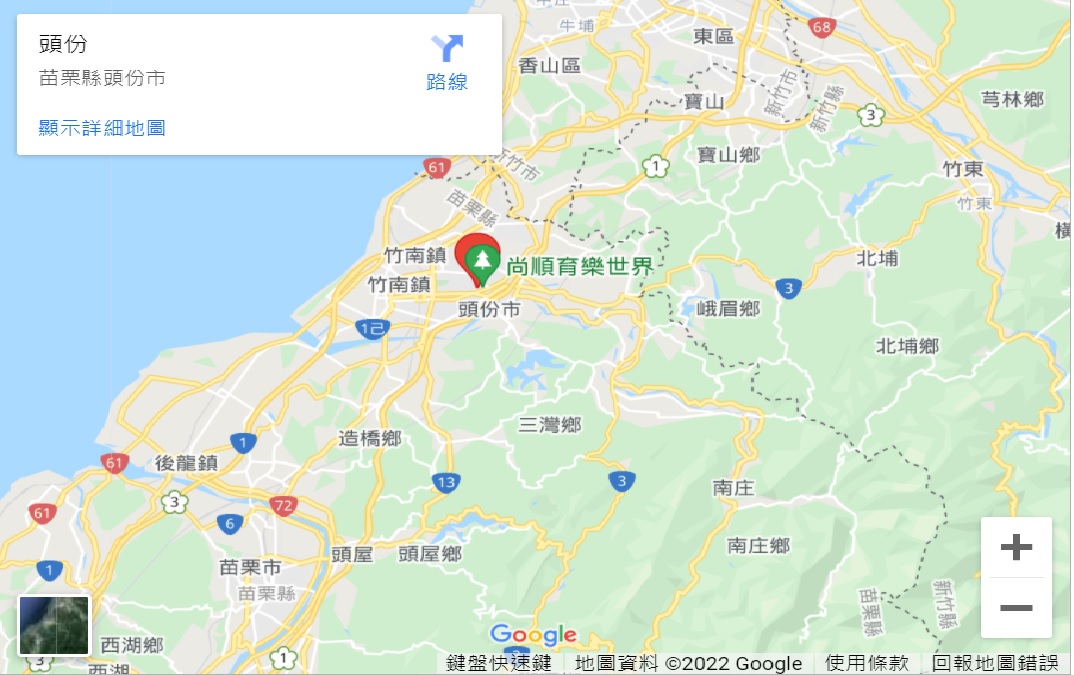 頭份
苗栗縣頭份市
路線
顯示詳細地圖
牛埔
東區
68
香山區
新竹市
新竹縣
寶山
芎林鄉
3
61
新竹市
1
寶山鄉
竹東
竹東
苗栗縣
橫
竹南鎮
尚順育樂世界
北埔
竹南鎮
3
頭份市
峨眉鄉
1己
北埔鄉
三灣鄉
造橋鄉
1
61
後龍鎮
13
3
南庄
3
72
61
6
南庄鄉
頭屋
頭屋鄉
1
苗栗市
苗栗縣
苗栗縣
新竹縣
西湖鄉
3
西湖
1
Google
鍵盤快速鍵
地圖資料 ©2022 Google
使用條款
回報地圖錯誤